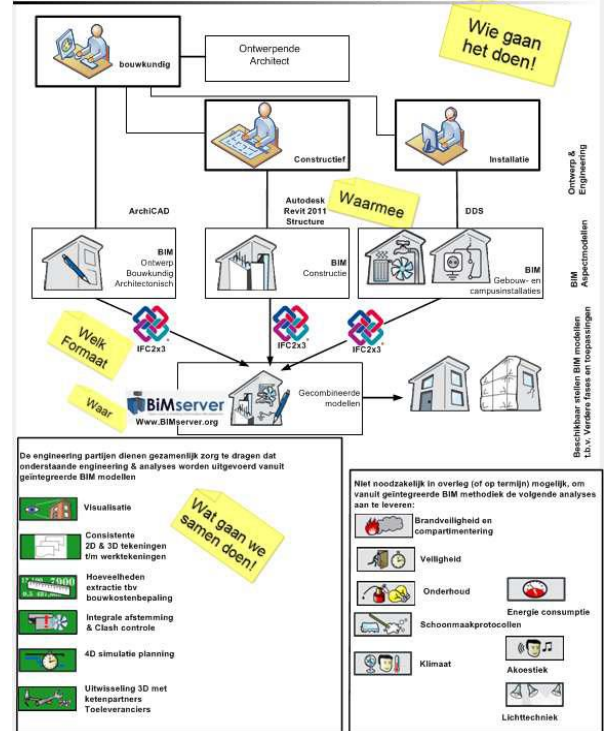 bouwkundig
Ontwerpende
Architect
Wie gaan
het doen!
Constructief
Installatie
Ontwerp &
Engineering
ArchiCAD
Autodesk
Revit 2011
Structure
Waarmee
DDS
BIM
Ontwerp
Bouwkundig
Architectonisch
BIM
Constructie
BIM
Gebouw- en
campusinstallaties
BIM
Aspectmodellen
IFC2x3
IFC2x3
IFC2x3
Welk
Formaat
Waar
BiMserver
Www.BIMserver.org
Gecombineerde
modellen
Beschikbaar stellen BIM modellen
t.b.v. Verdere fases en toepassingen
De engineering partijen dienen gezamenlijk zorg te dragen dat
onderstaande engineering & analyses worden uitgevoerd vanuit
geïntegreerde BIM modellen
Visualisatie
Consistente
2D & 3D tekeningen
t/m werktekeningen
Hoeveelheden
extractie tbv
bouwkostenbepaling
Integrale afstemming
& Clash controle
4D simulatie planning
Uitwisseling 3D met
ketenpartners
Toeleveranciers
Wat gaan we
samen doen!
Niet noodzakelijk in overleg (of op termijn) mogelijk, om
vanuit geïntegreerde BIM methodiek de volgende analyses
aan te leveren:
Brandveiligheid en
compartimentering
Veiligheid
Onderhoud
Schoonmaakprotocollen
Klimaat
Energie consumptie
Akoestiek
Lichttechniek